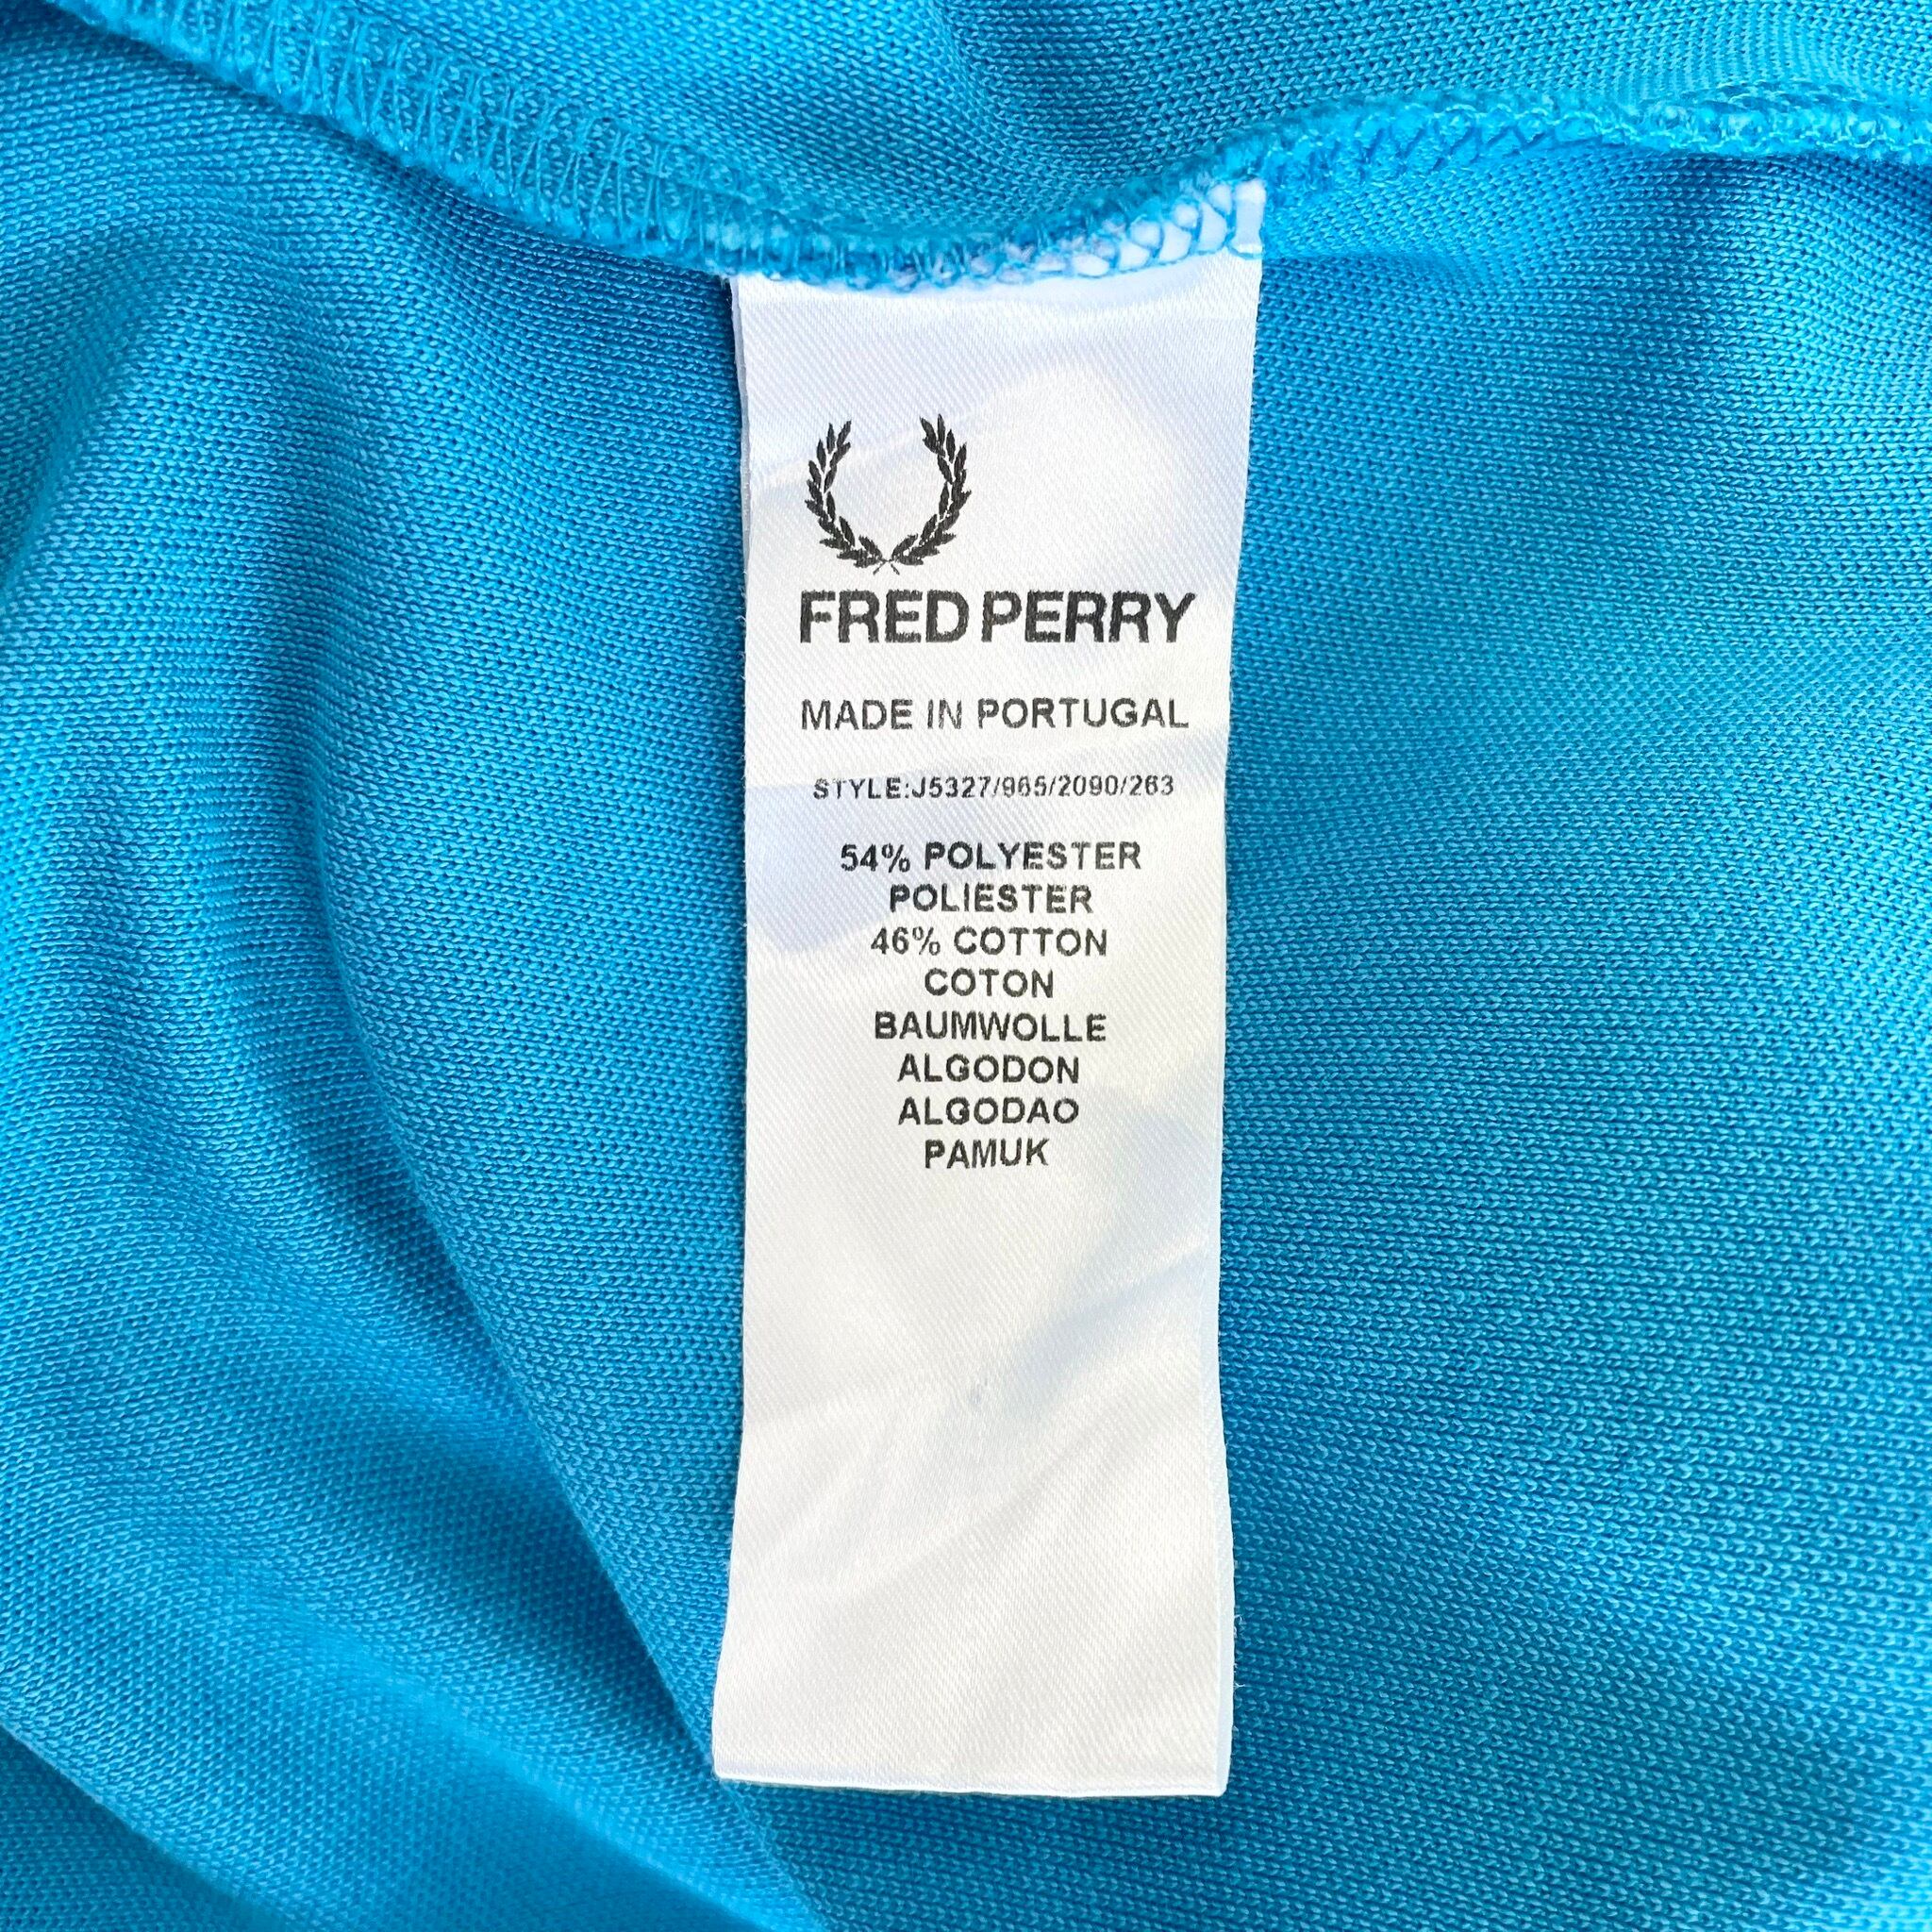 FRED PERRY
MADE IN PORTUGAL
STYLE:J5327/965/2090/263
54% POLYESTER
POLIESTER
46% COTTON
COTON
BAUMWOLLE
ALGODON
ALGODAO
PAMUK